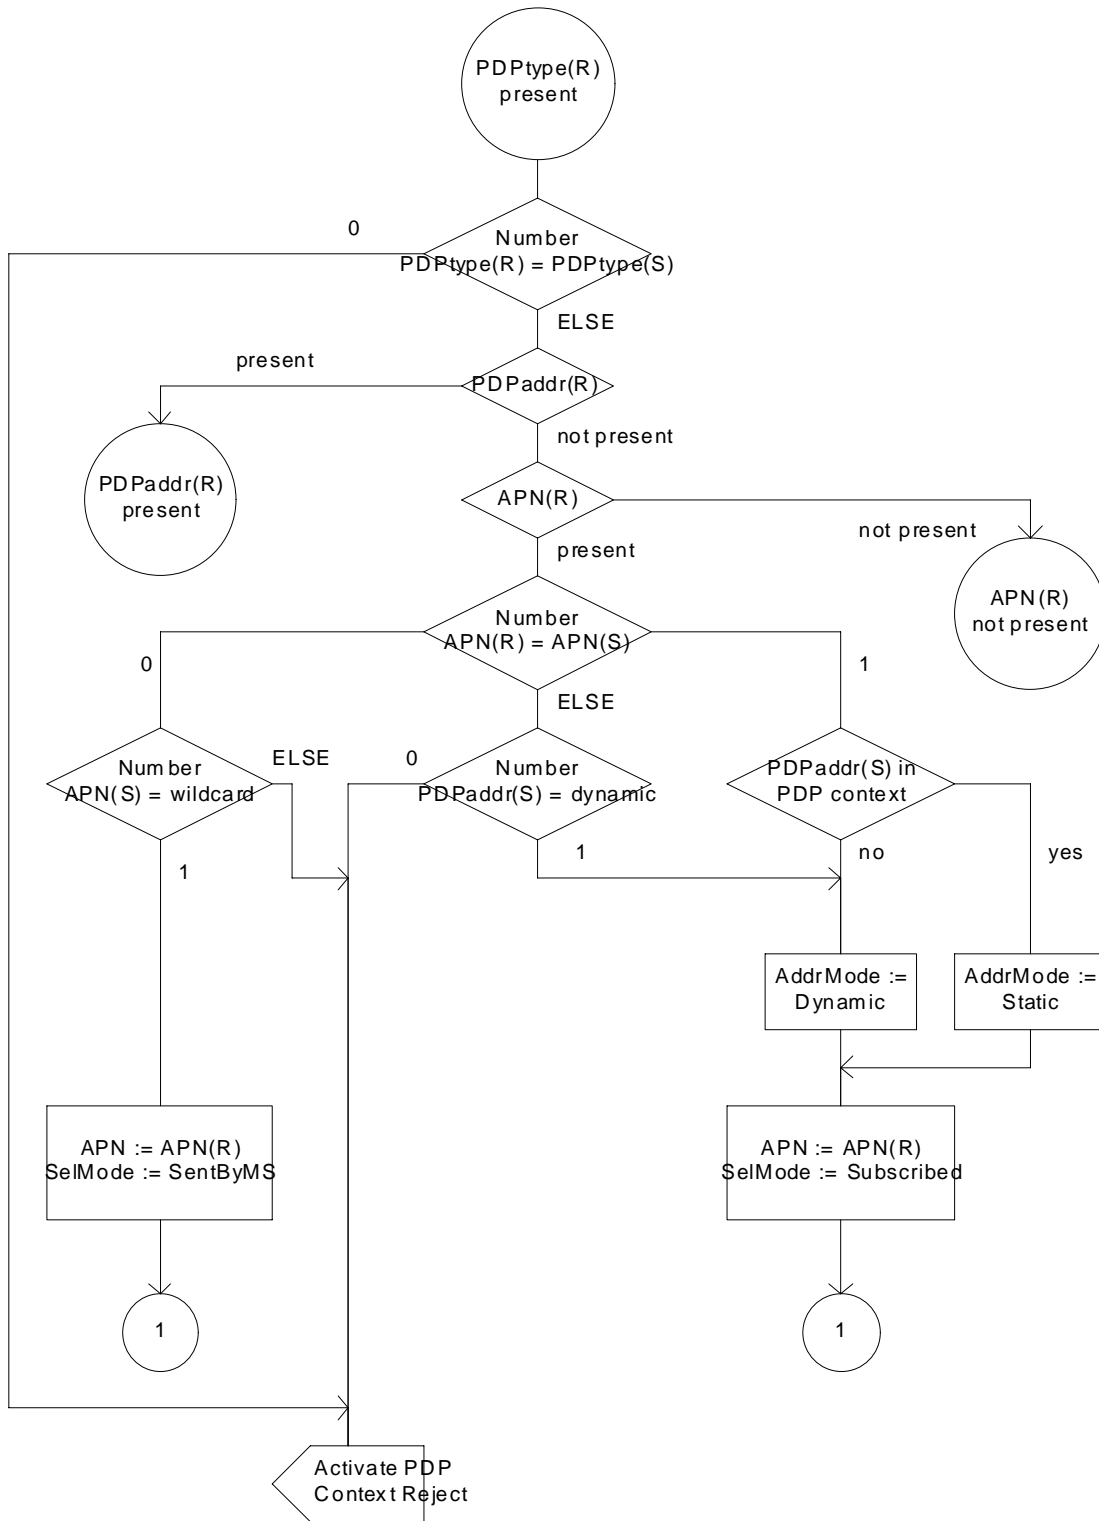 PDPtype(R)
present
0
Number
PDPtype(R) = PDPtype(S)
ELSE
present
PDPaddr(R)
not present
PDPaddr(R)
present
APN(R)
not present
present
APN(R)
not present
Number
APN(R) = APN(S)
0
1
ELSE
Number
APN(S) = wildcard
ELSE
0
Number
PDPaddr(S) = dynamic
PDPaddr(S) in
PDP context
1
1
no
yes
AddrMode :=
Dynamic
AddrMode :=
Static
APN := APN(R)
SelMode := SentByMS
APN := APN(R)
SelMode := Subscribed
1
1
Activate PDP
Context Reject